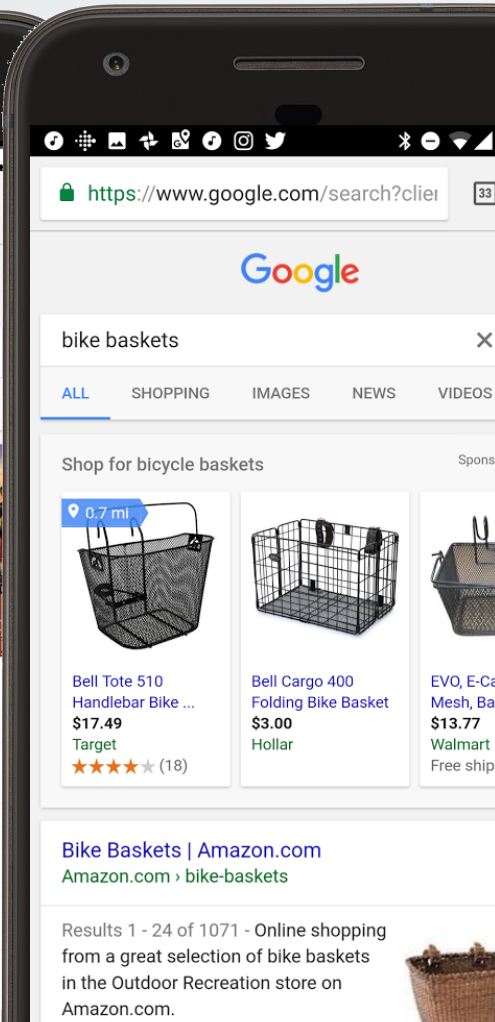 https://www.google.com/search?clien
33
Google
bike baskets
ALL SHOPPING IMAGES NEWS VIDEOS
Shop for bicycle baskets
Spons
0.7 mi
Bell Tote 510
Handlebar Bike ...
$17.49
Target
(18)
Bell Cargo 400
Folding Bike Basket
$3.00
Hollar
EVO, E-Ca
Mesh, Ba
$13.77
Walmart
Free ship
Bike Baskets | Amazon.com
Amazon.com › bike-baskets
Results 1 - 24 of 1071 - Online shopping
from a great selection of bike baskets
in the Outdoor Recreation store on
Amazon.com.